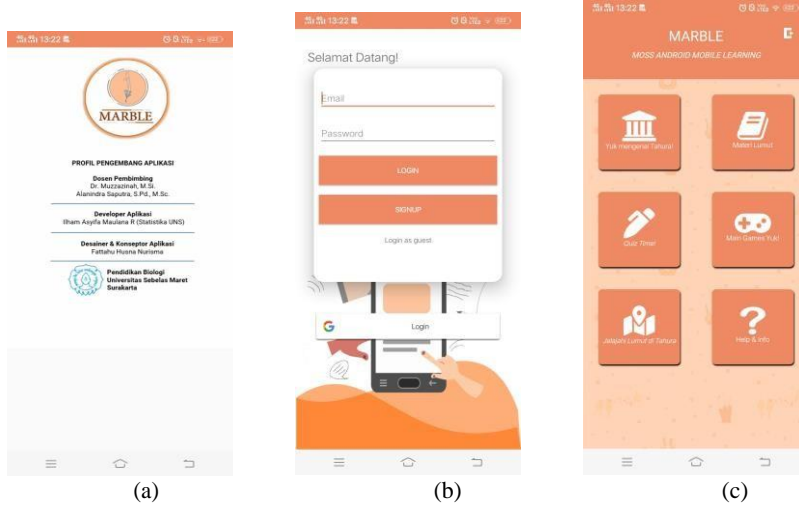 13:22
MARBLE
PROFIL PENGEMBANG APLIKASI
Dosen Pembimbing
Dr. Muzzazinah, M.Si.
Alanindra Saputra, S.Pd., M.Sc.
Developer Aplikasi
Ilham Asyifa Maulana R (Statistika UNS)
Desainer & Konseptor Aplikasi
Fattahu Husna Nurisma
Pendidikan Biologi
Universitas Sebelas Maret
Surakarta
(a)
13:22
Selamat Datang!
Email
Password
LOGIN
SIGNUP
Login as guest
G Login
(b)
13:22
MARBLE
MOSS ANDROID MOBILE LEARNING
Yuk mengenal Tahura!
Materi Lumut
Quiz Time!
Main Games Yuk!
Jelajahi Lumut di Tahura
Help & info
(c)